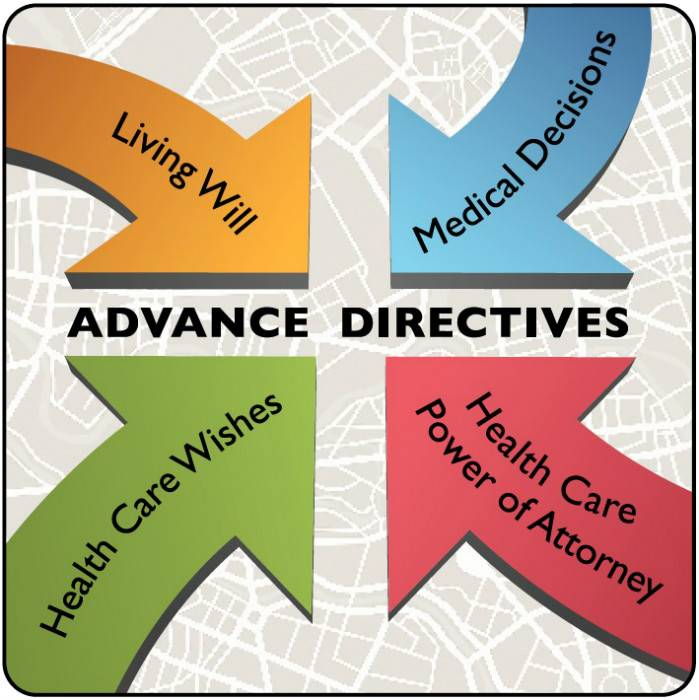 Living Will
Medical Decisions
ADVANCE DIRECTIVES
Health Care Wishes
Health Care
Power of Attorney